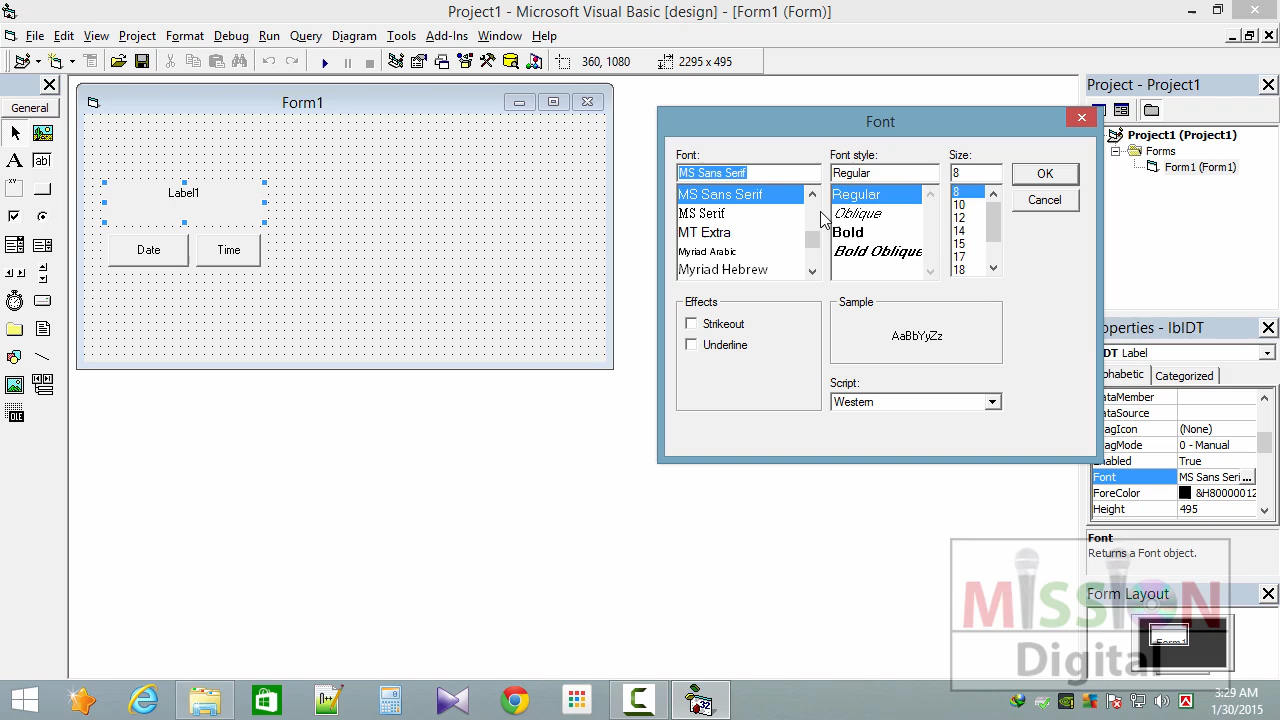 Project1 - Microsoft Visual Basic [design] - [Form1 (Form)]
File Edit View Project Format Debug Run Query Diagram Tools Add-Ins Window Help
360, 1080 2295 x 495
General
Form1
Label1
Date Time
Font
Font: Font style: Size:
MS Sans Serif Regular 8 OK
MS Sans Serif Regular 8
Cancel
MS Serif Oblique 10
MT Extra Bold 12
Myriad Arabic Bold Oblique 14
Myriad Hebrew 15
17
18
Effects Sample
Strikeout
Underline
AaBbYyZz
Script:
Western
Project - Project1
Project1 (Project1)
Forms
Form1 (Form1)
roperties - lblDT
DT Label
phabetic Categorized
ataMember
ataSource
ragIcon (None)
ragMode 0 - Manual
nabled True
Font MS Sans Seri ...
ForeColor &H8000012
Height 495
Font
Returns a Font object.
Form Layout
Form1
MISSION
Digital
3:29 AM
1/30/2015